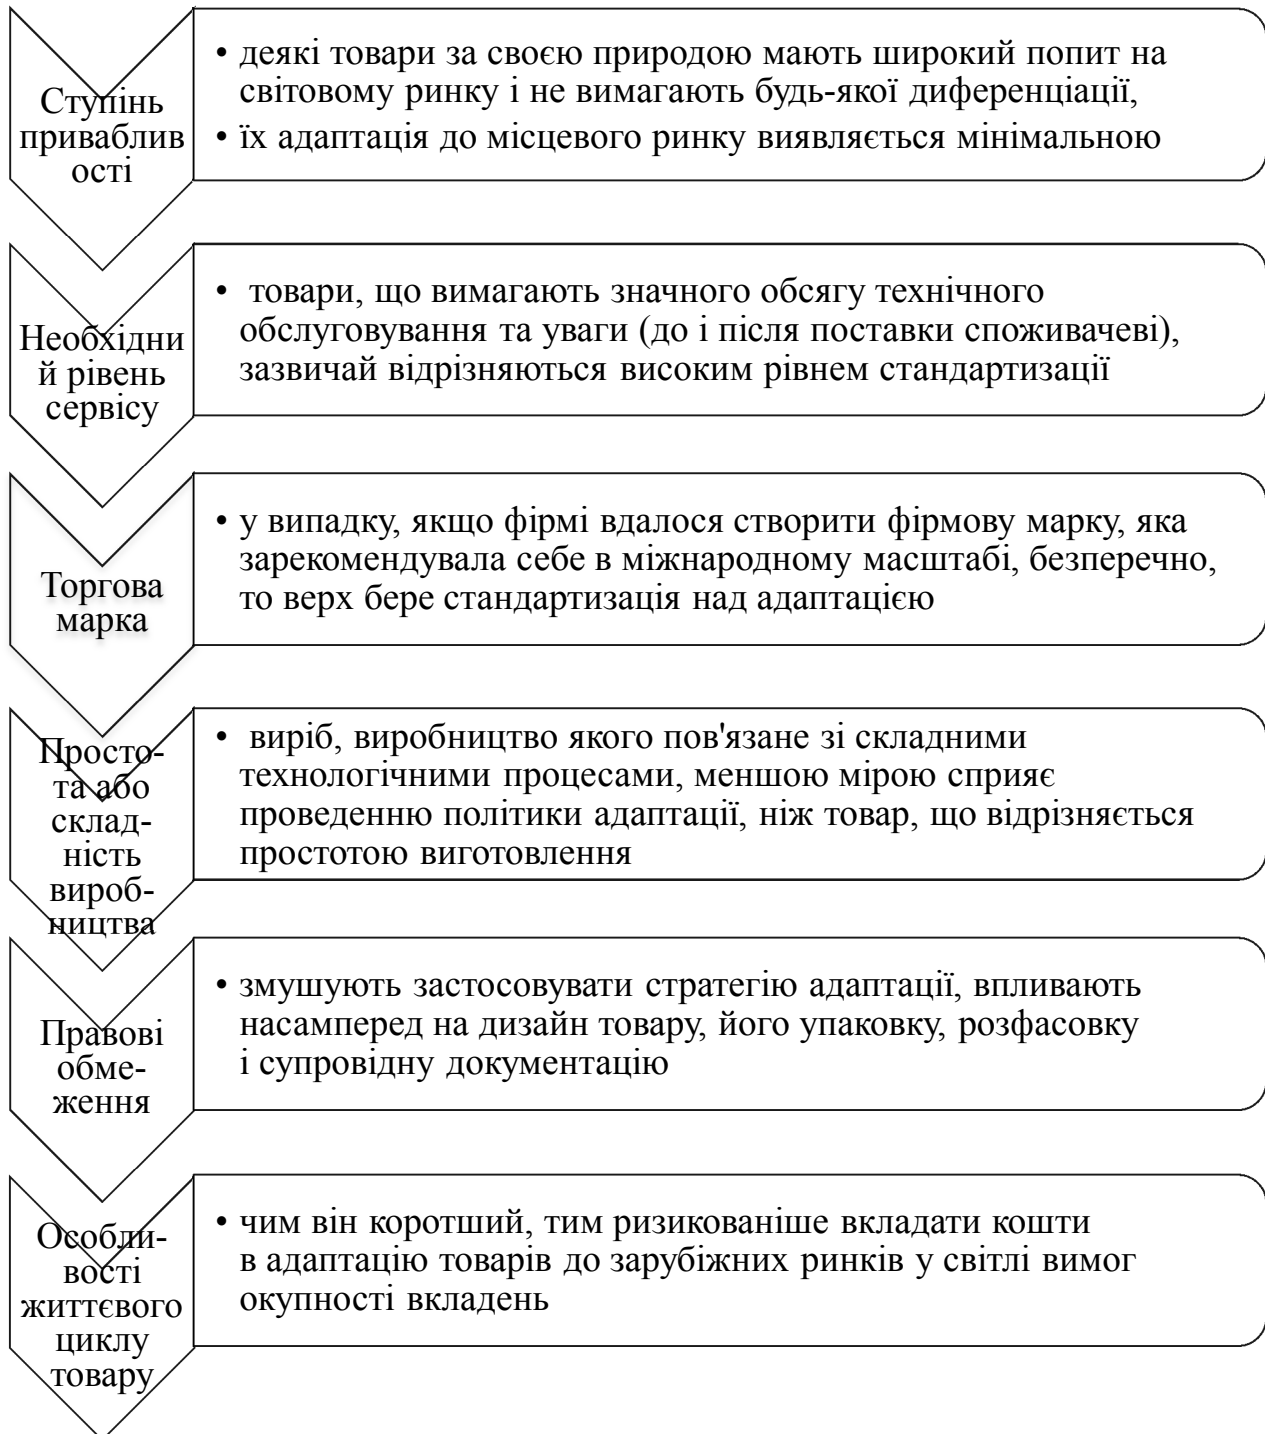 Ступінь
приваблив
ості
• деякі товари за своєю природою мають широкий попит на
світовому ринку і не вимагають будь-якої диференціації,
• їх адаптація до місцевого ринку виявляється мінімальною
Необхідни
й рівень
сервісу
• товари, що вимагають значного обсягу технічного
обслуговування та уваги (до і після поставки споживачеві),
зазвичай відрізняються високим рівнем стандартизації
Торгова
марка
• у випадку, якщо фірмі вдалося створити фірмову марку, яка
зарекомендувала себе в міжнародному масштабі, безперечно,
то верх бере стандартизація над адаптацією
Просто-
та або
склад-
ність
вироб-
ництва
• виріб, виробництво якого пов'язане зі складними
технологічними процесами, меншою мірою сприяє
проведенню політики адаптації, ніж товар, що відрізняється
простотою виготовлення
Правові
обме-
ження
• змушують застосовувати стратегію адаптації, впливають
насамперед на дизайн товару, його упаковку, розфасовку
і супровідну документацію
Особли-
вості
життєвого
циклу
товару
• чим він коротший, тим ризикованіше вкладати кошти
в адаптацію товарів до зарубіжних ринків у світлі вимог
окупності вкладень